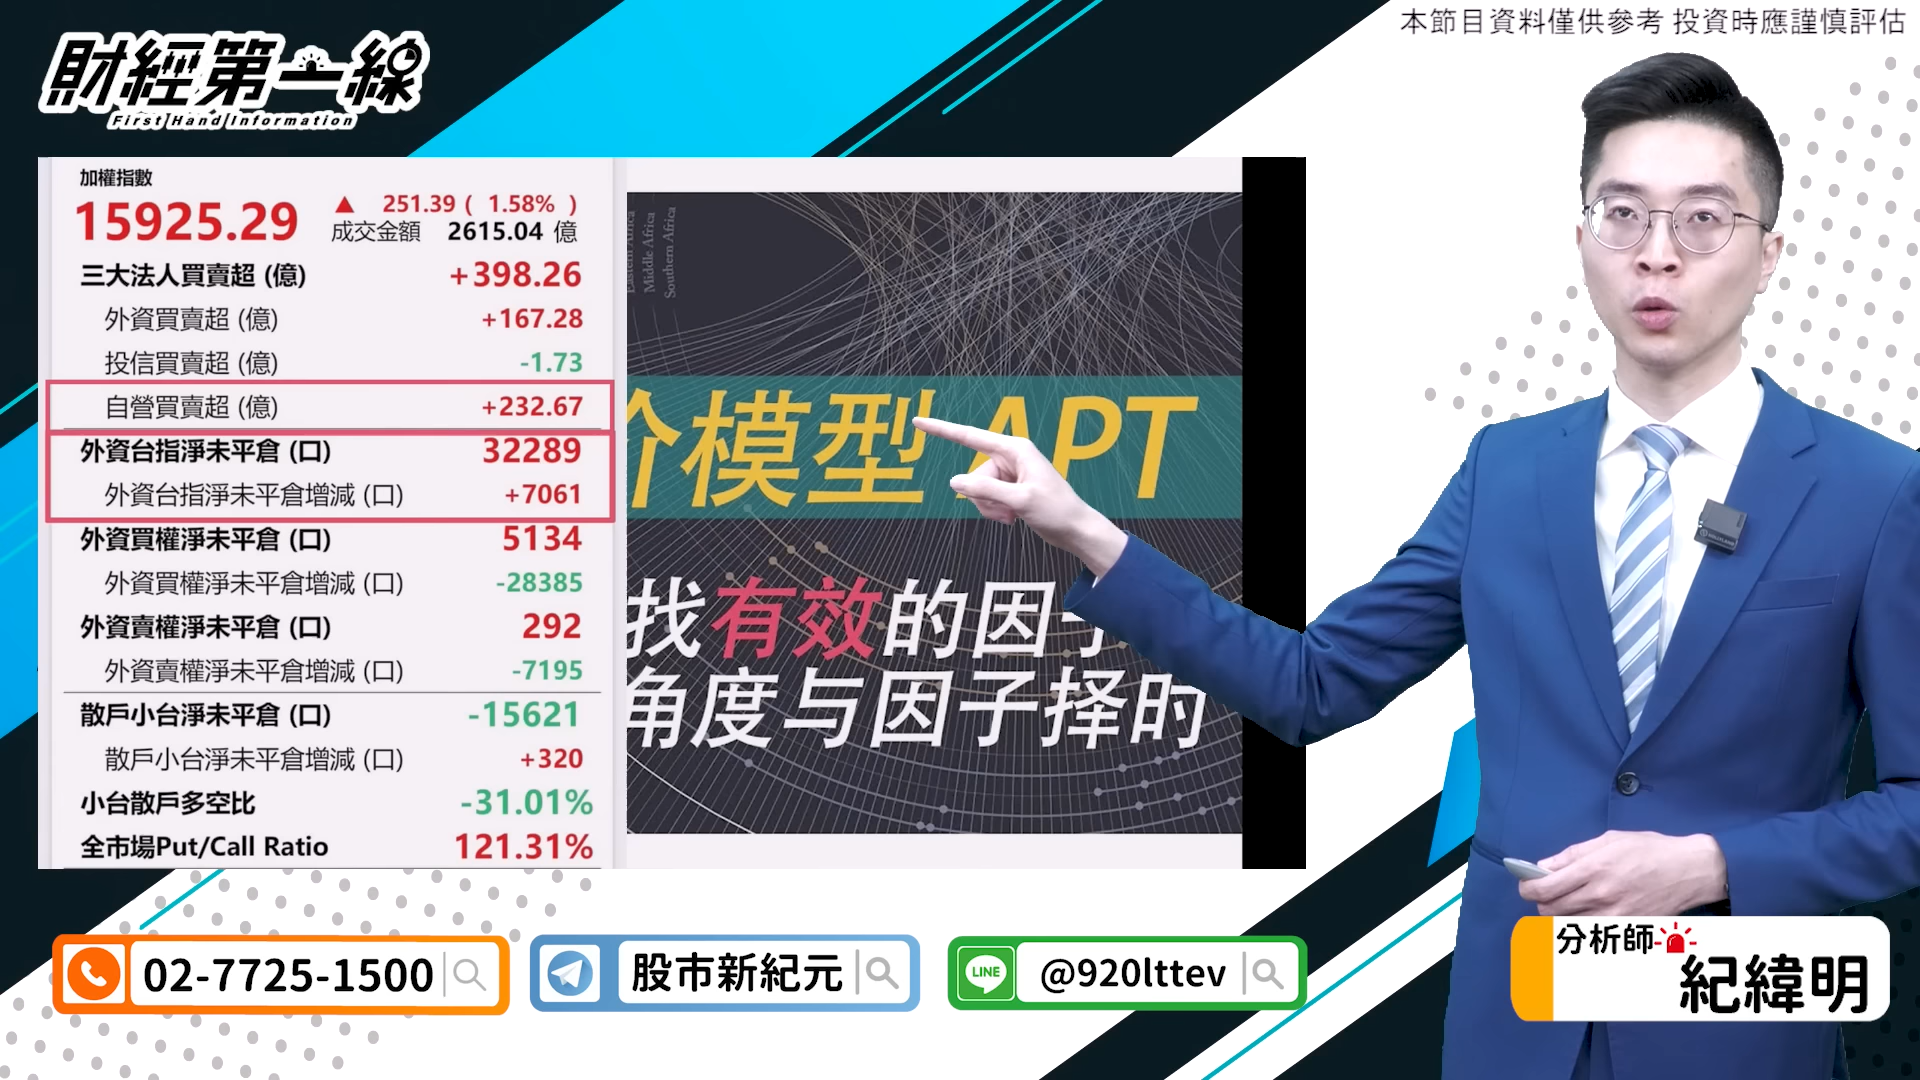 本節目資料僅供參考 投資時應謹慎評估
財經第一線
First Hand Information
加權指數
15925.29 ▲ 251.39 ( 1.58% )
成交金額 2615.04 億
三大法人買賣超 (億) +398.26
外資買賣超 (億) +167.28
投信買賣超 (億) -1.73
自營買賣超 (億) +232.67
外資台指淨未平倉 (口) 32289
外資台指淨未平倉增減 (口) +7061
外資買權淨未平倉 (口) 5134
外資買權淨未平倉增減 (口) -28385
外資賣權淨未平倉 (口) 292
外資賣權淨未平倉增減 (口) -7195
散戶小台淨未平倉 (口) -15621
散戶小台淨未平倉增減 (口) +320
小台散戶多空比 -31.01%
全市場Put/Call Ratio 121.31%
Middle Africa
Southern Africa
价模型 APT
找有效的因子
角度与因子择时
02-7725-1500
股市新紀元
LINE
@920lttev
分析師
紀緯明